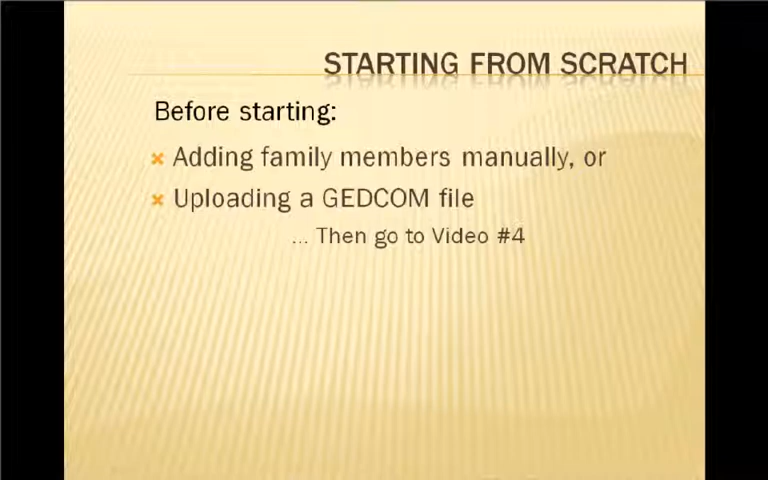 STARTING FROM SCRATCH
Before starting:
Adding family members manually, or
Uploading a GEDCOM file
... Then go to Video #4